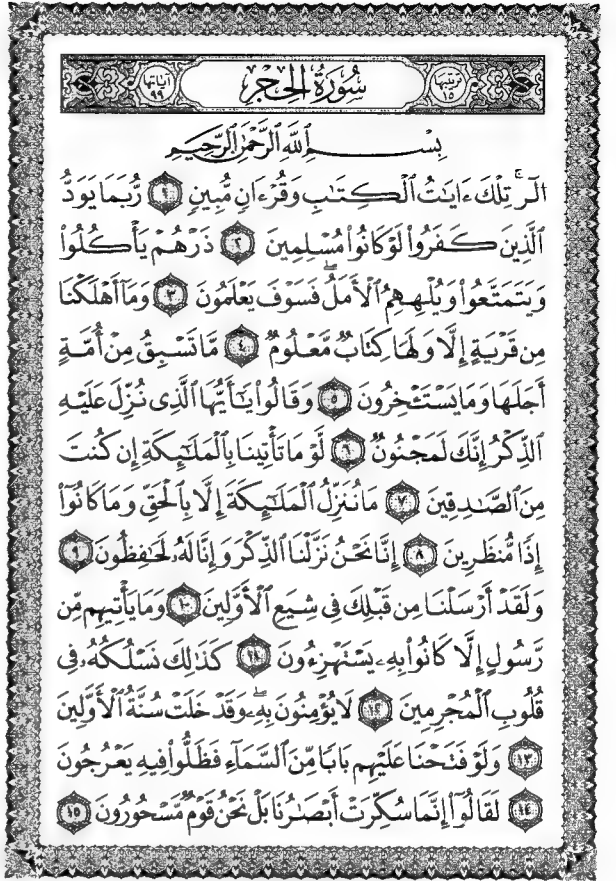 ترتيبها ١٥ سُورَةُ الحِجْرِ آياتها ٩٩
بِسْمِ اللَّهِ الرَّحْمَٰنِ الرَّحِيمِ
الٓرۚ تِلْكَ ءَايَٰتُ ٱلْكِتَٰبِ وَقُرْءَانٍ مُّبِينٍ ١ رُّبَمَا يَوَدُّ
ٱلَّذِينَ كَفَرُوا۟ لَوْ كَانُوا۟ مُسْلِمِينَ ٢ ذَرْهُمْ يَأْكُلُوا۟
وَيَتَمَتَّعُوا۟ وَيُلْهِهِمُ ٱلْأَمَلُۖ فَسَوْفَ يَعْلَمُونَ ٣ وَمَآ أَهْلَكْنَا
مِن قَرْيَةٍ إِلَّا وَلَهَا كِتَابٌ مَّعْلُومٌ ٤ مَّا تَسْبِقُ مِنْ أُمَّةٍ
أَجَلَهَا وَمَا يَسْتَـْٔخِرُونَ ٥ وَقَالُوا۟ يَٰٓأَيُّهَا ٱلَّذِى نُزِّلَ عَلَيْهِ
ٱلذِّكْرُ إِنَّكَ لَمَجْنُونٌ ٦ لَّوْ مَا تَأْتِينَا بِٱلْمَلَٰٓئِكَةِ إِن كُنتَ
مِنَ ٱلصَّٰدِقِينَ ٧ مَا نُنَزِّلُ ٱلْمَلَٰٓئِكَةَ إِلَّا بِٱلْحَقِّ وَمَا كَانُوٓا۟
إِذًا مُّنظَرِينَ ٨ إِنَّا نَحْنُ نَزَّلْنَا ٱلذِّكْرَ وَإِنَّا لَهُۥ لَحَٰفِظُونَ ٩
وَلَقَدْ أَرْسَلْنَا مِن قَبْلِكَ فِى شِيَعِ ٱلْأَوَّلِينَ ١٠ وَمَا يَأْتِيهِم مِّن
رَّسُولٍ إِلَّا كَانُوا۟ بِهِۦ يَسْتَهْزِءُونَ ١١ كَذَٰلِكَ نَسْلُكُهُۥ فِى
قُلُوبِ ٱلْمُجْرِمِينَ ١٢ لَا يُؤْمِنُونَ بِهِۦۖ وَقَدْ خَلَتْ سُنَّةُ ٱلْأَوَّلِينَ
١٣ وَلَوْ فَتَحْنَا عَلَيْهِم بَابًا مِّنَ ٱلسَّمَآءِ فَظَلُّوا۟ فِيهِ يَعْرُجُونَ
١٤ لَقَالُوٓا۟ إِنَّمَا سُكِّرَتْ أَبْصَٰرُنَا بَلْ نَحْنُ قَوْمٌ مَّسْحُورُونَ ١٥